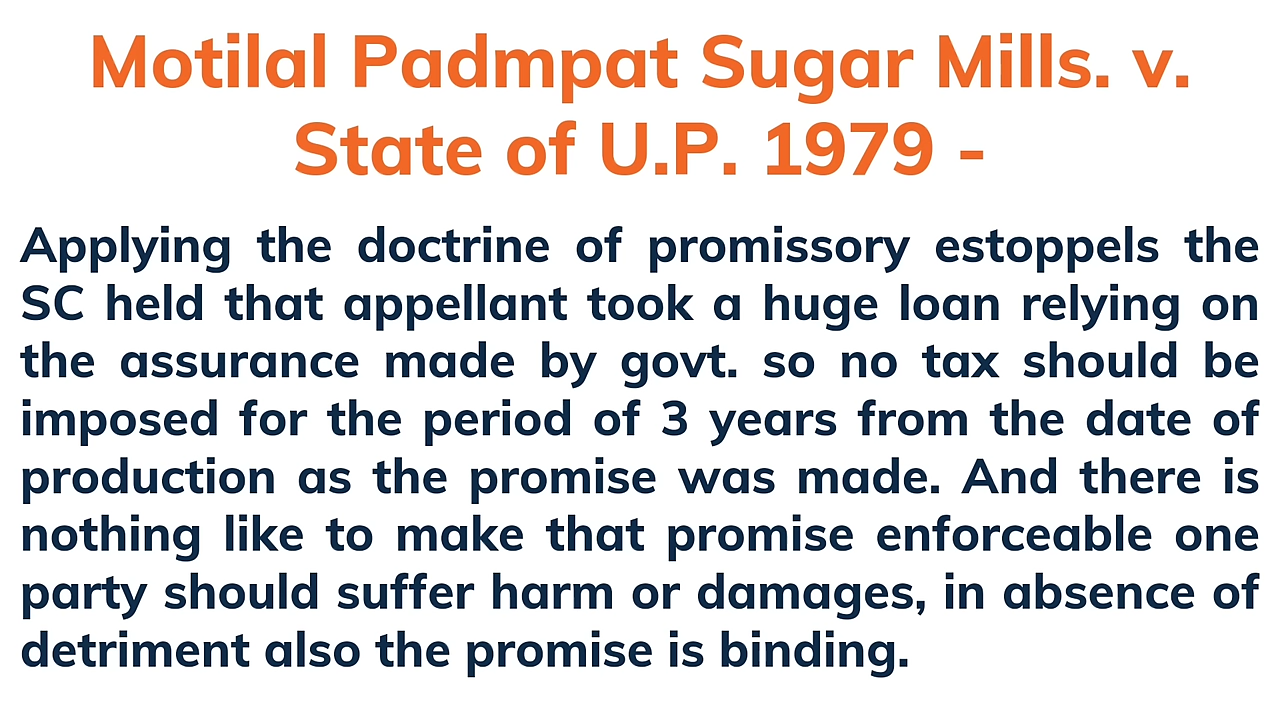 Motilal Padmpat Sugar Mills. v.
State of U.P. 1979 -
Applying the doctrine of promissory estoppels the
SC held that appellant took a huge loan relying on
the assurance made by govt. so no tax should be
imposed for the period of 3 years from the date of
production as the promise was made. And there is
nothing like to make that promise enforceable one
party should suffer harm or damages, in absence of
detriment also the promise is binding.